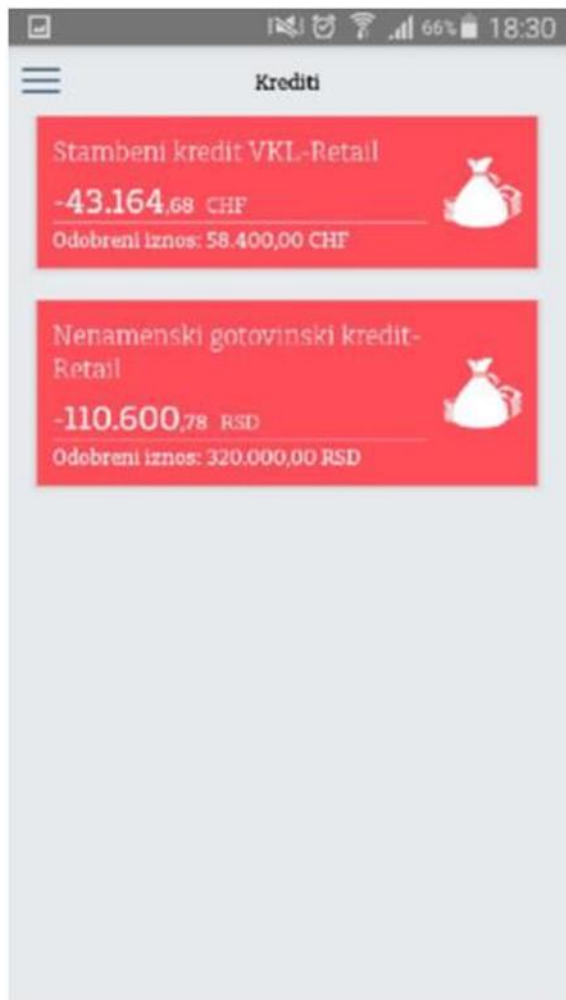 66% 18:30
Krediti
Stambeni kredit VKL-Retail
-43.164,68 CHF
Odobreni iznos: 58.400,00 CHF
Nenamenski gotovinski kredit-
Retail
-110.600,78 RSD
Odobreni iznos: 320.000,00 RSD